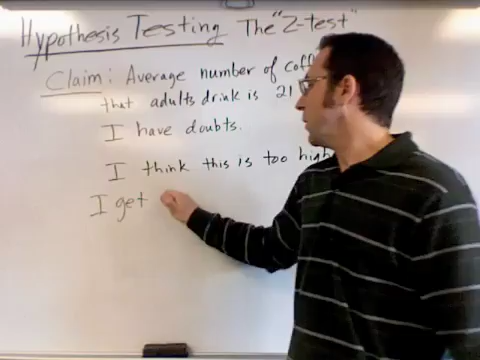 Hypothesis Testing The "Z-test"
Claim: Average number of
that adults drink is 21
I have doubts.
I think this is too
I get